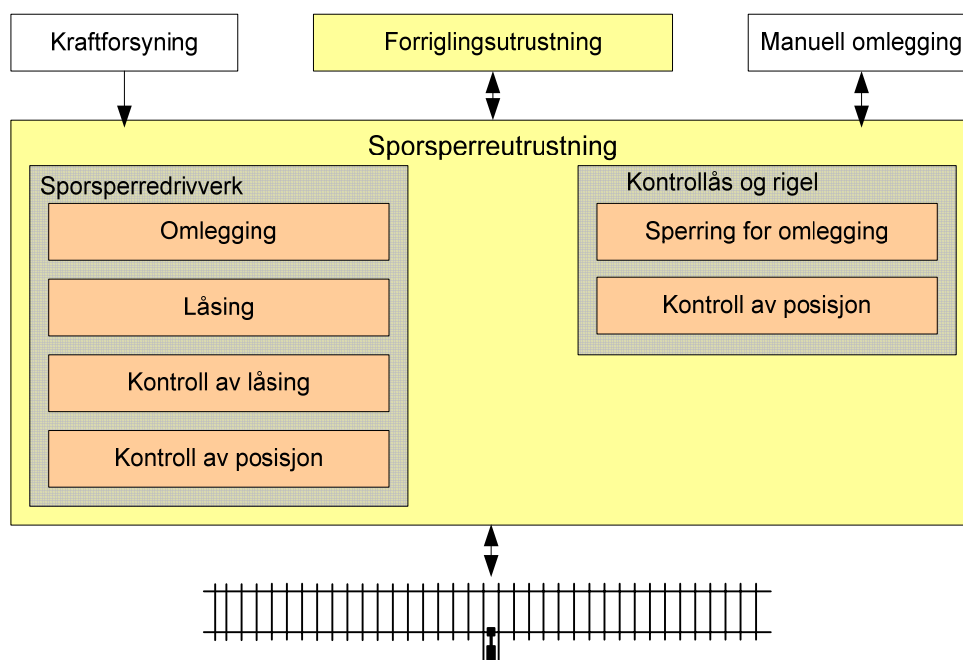 Kraftforsyning
Forriglingsutrustning
Manuell omlegging
Sporsperreutrustning
Sporsperredrivverk
Omlegging
Låsing
Kontroll av låsing
Kontroll av posisjon
Kontrollås og rigel
Sperring for omlegging
Kontroll av posisjon